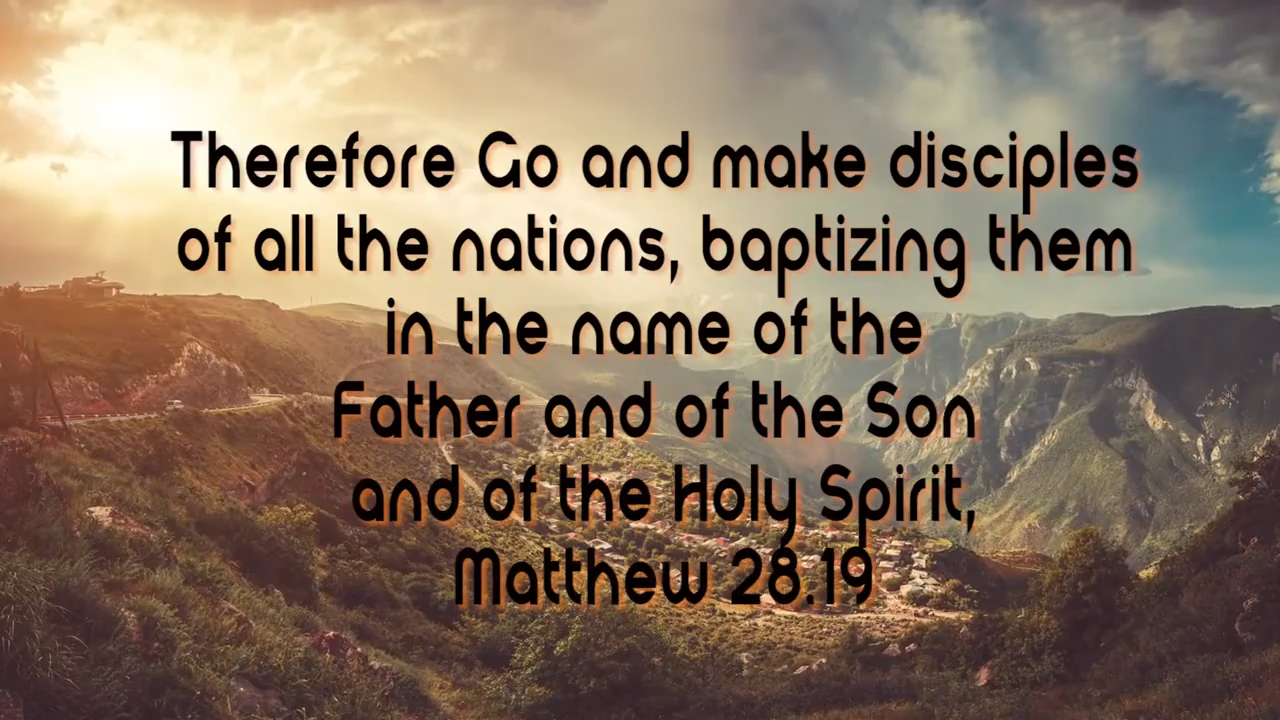 Therefore Go and make disciples
of all the nations, baptizing them
in the name of the
Father and of the Son
and of the Holy Spirit,
Matthew 28.19